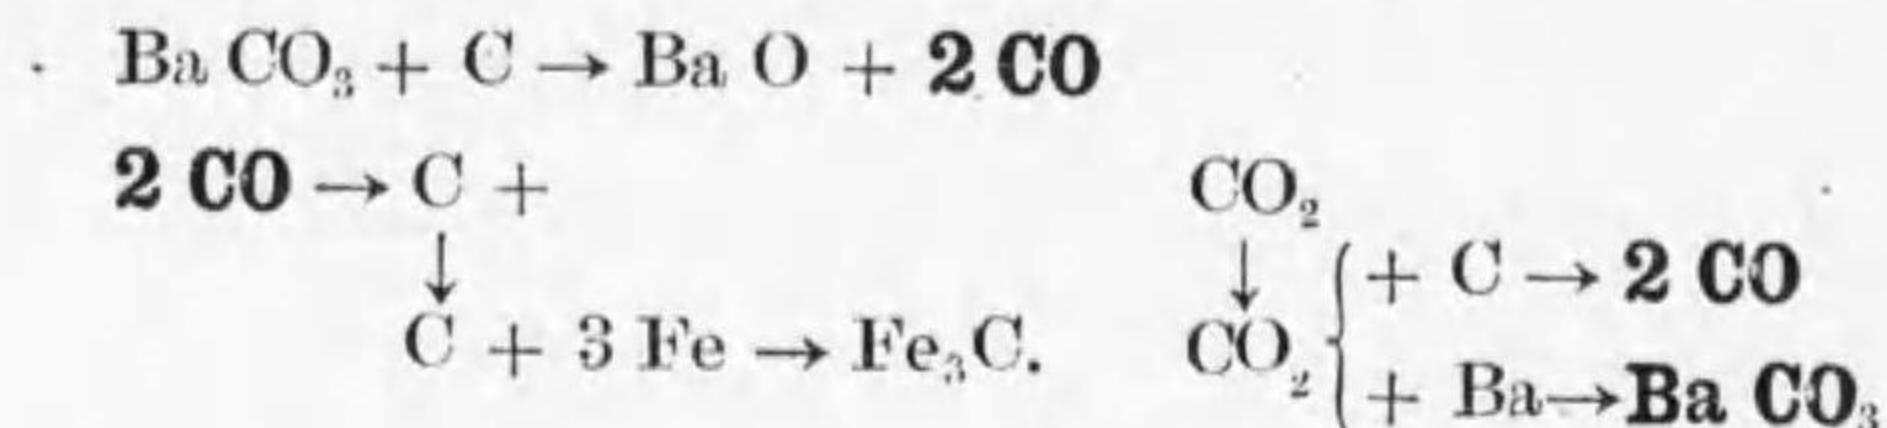 Ba CO₃ + C → Ba O + 2 CO
2 CO → C + CO₂
↓ ↓
C + 3 Fe → Fe₃C. CO₂ { + C → 2 CO
+ Ba → Ba CO₃